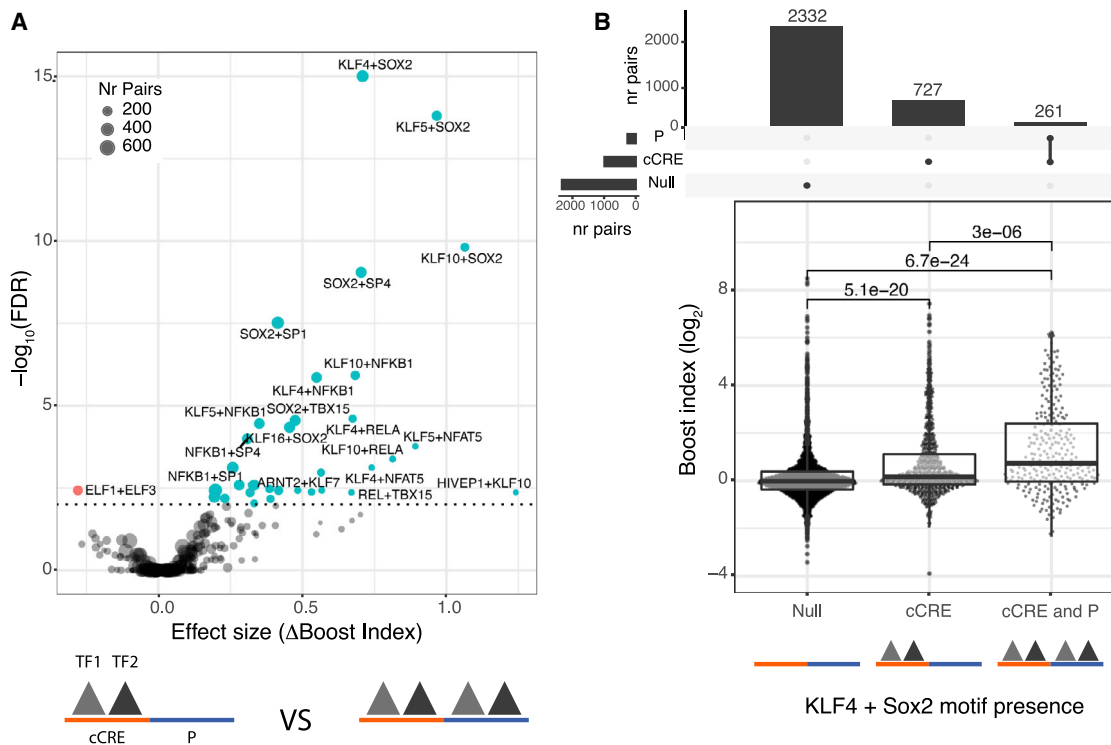 A
15
10
5
0
−log10(FDR)
Nr Pairs
200
400
600
KLF4+SOX2
KLF5+SOX2
KLF10+SOX2
SOX2+SP4
SOX2+SP1
KLF10+NFKB1
KLF4+NFKB1
KLF5+NFKB1
SOX2+TBX15
KLF4+RELA
KLF16+SOX2
KLF5+NFAT5
NFKB1+SP4
KLF10+RELA
NFKB1+SP1
ARNT2+KLF7
KLF4+NFAT5
HIVEP1+KLF10
REL+TBX15
ELF1+ELF3
0.0
0.5
1.0
Effect size (ΔBoost Index)
TF1
TF2
cCRE
P
VS
B
nr pairs
2000
1000
0
2332
727
261
P
cCRE
Null
2000 1000 0
nr pairs
3e−06
6.7e−24
5.1e−20
Boost index (log2)
8
4
0
−4
Null
cCRE
cCRE and P
KLF4 + Sox2 motif presence